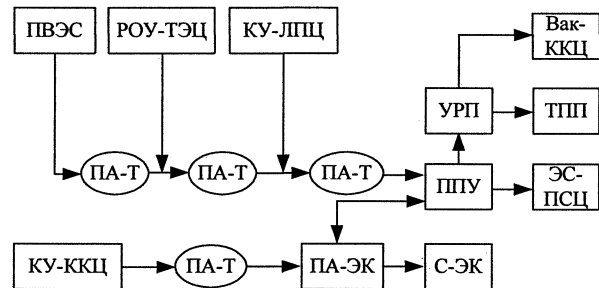 ПВЭС
РОУ-ТЭЦ
КУ-ЛПЦ
Вак-
ККЦ
УРП
ТПП
ПА-Т
ПА-Т
ПА-Т
ППУ
ЭС-
ПСЦ
КУ-ККЦ
ПА-Т
ПА-ЭК
С-ЭК